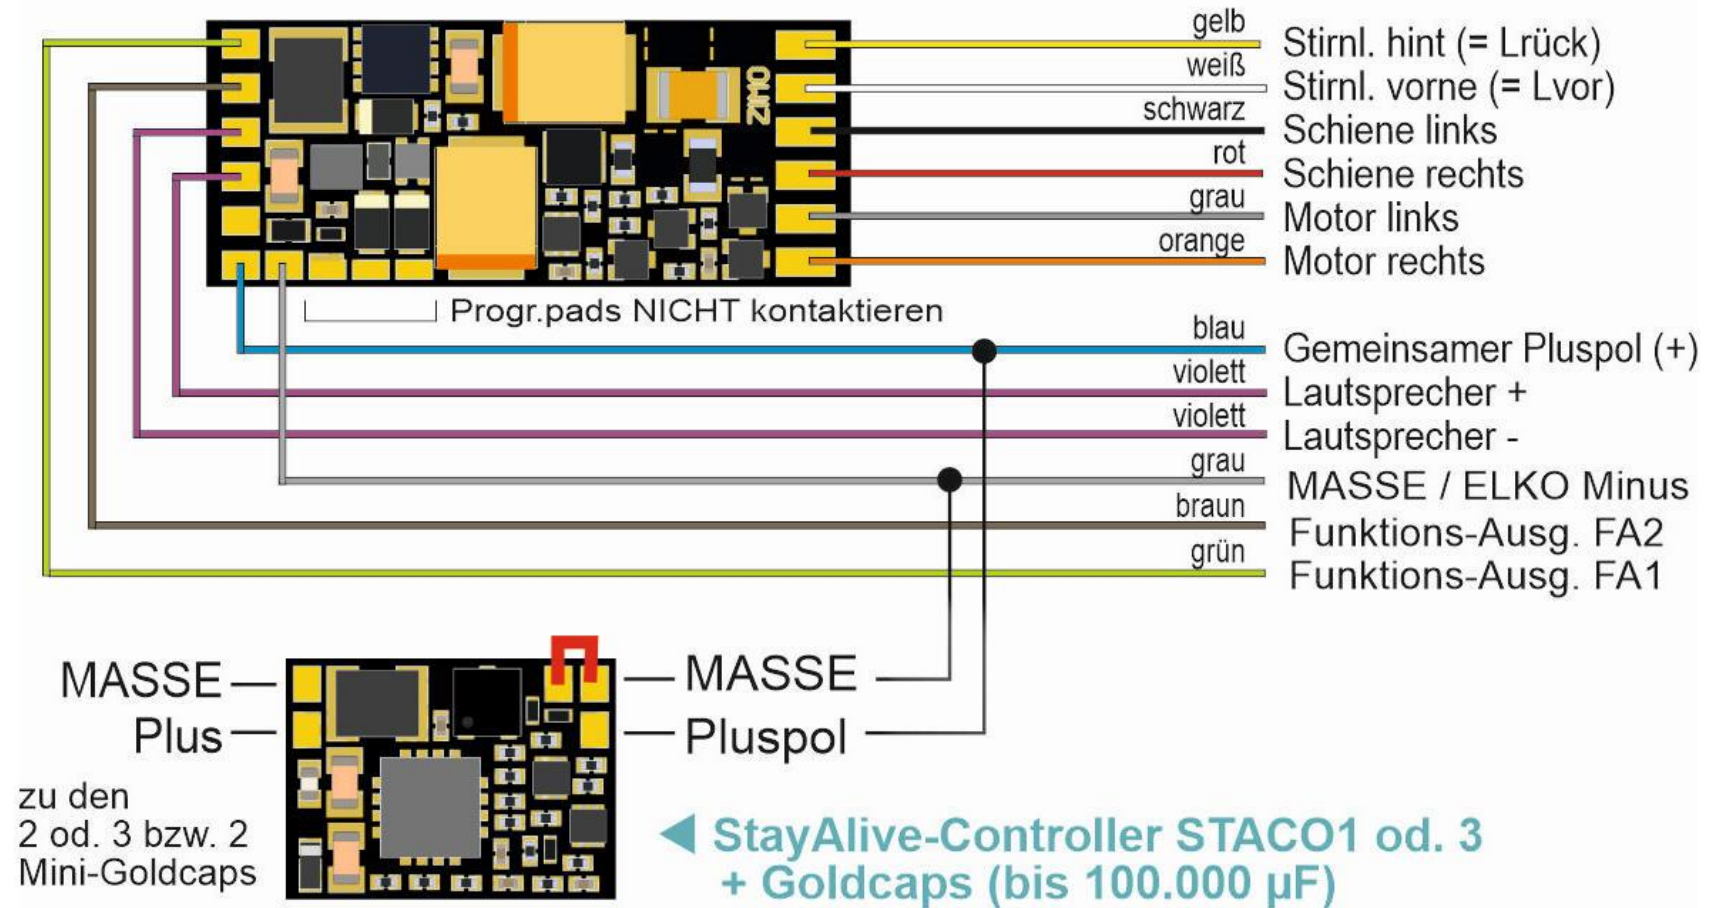 gelb
Stirnl. hint (= Lrück)
weiß
Stirnl. vorne (= Lvor)
schwarz
Schiene links
rot
Schiene rechts
grau
Motor links
orange
Motor rechts
ZIMO
Progr.pads NICHT kontaktieren
blau
Gemeinsamer Pluspol (+)
violett
Lautsprecher +
violett
Lautsprecher -
grau
MASSE / ELKO Minus
braun
Funktions-Ausg. FA2
grün
Funktions-Ausg. FA1
MASSE
Plus
MASSE
Pluspol
zu den
2 od. 3 bzw. 2
Mini-Goldcaps
StayAlive-Controller STACO1 od. 3
+ Goldcaps (bis 100.000 µF)